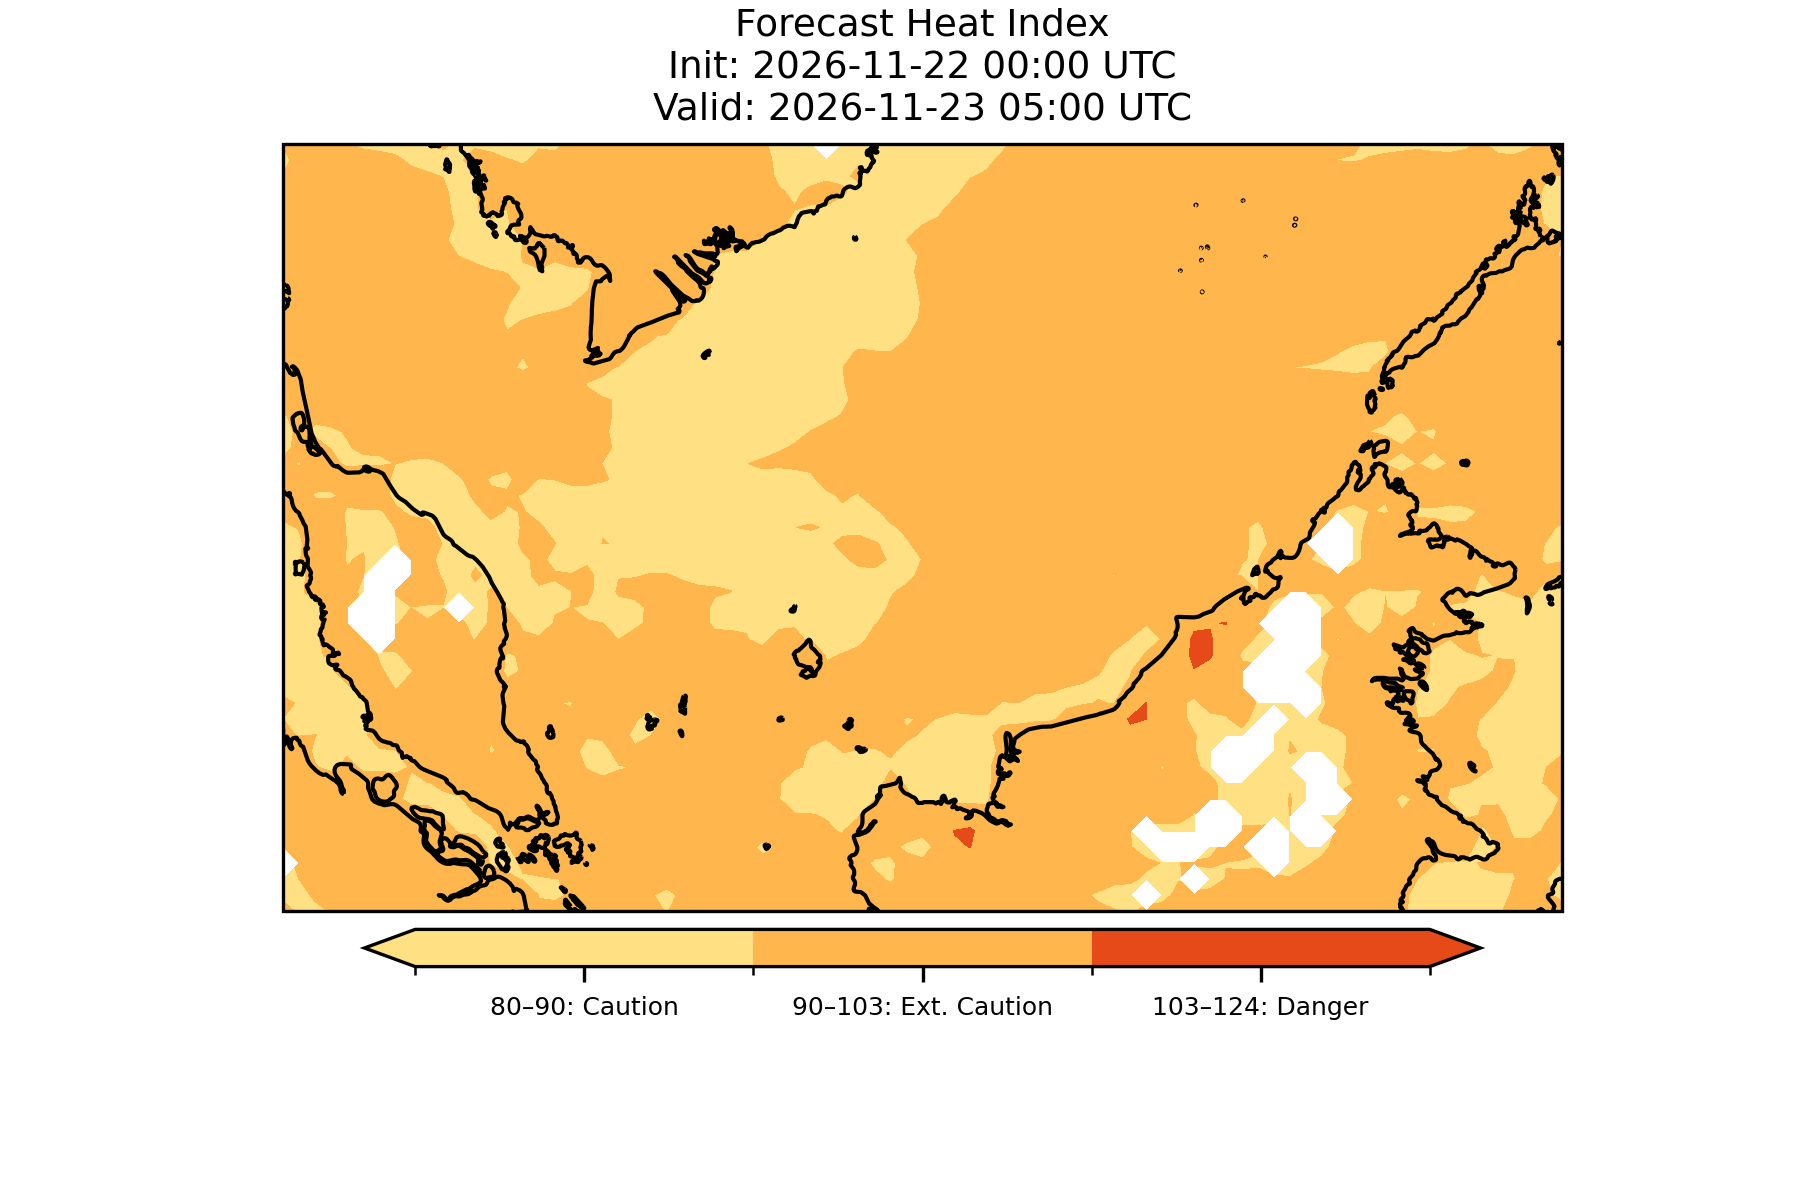 Forecast Heat Index
Init: 2026-11-22 00:00 UTC
Valid: 2026-11-23 05:00 UTC
80–90: Caution
90–103: Ext. Caution
103–124: Danger